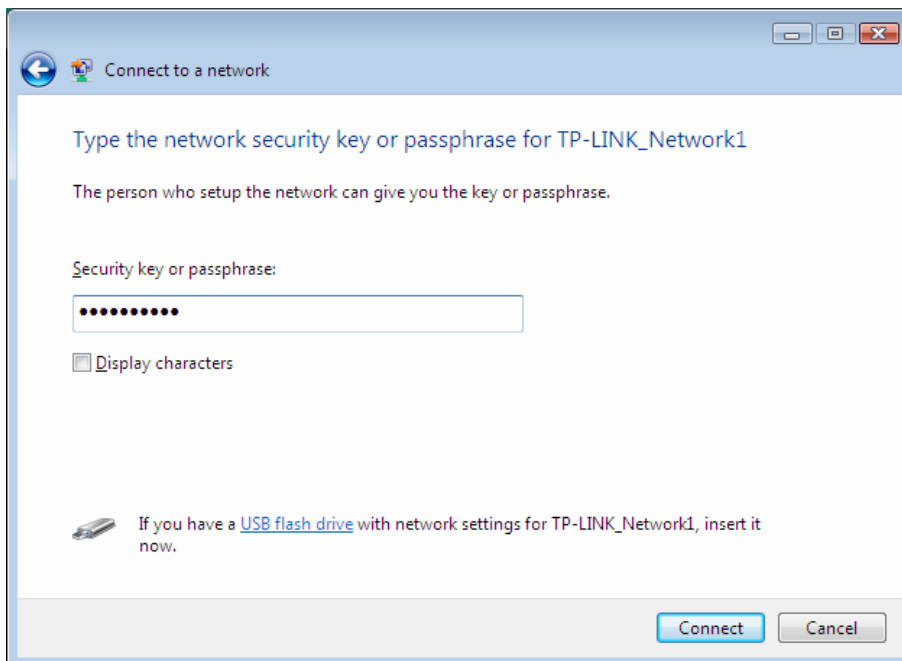 Connect to a network
Type the network security key or passphrase for TP-LINK_Network1
The person who setup the network can give you the key or passphrase.
Security key or passphrase:
●●●●●●●●●●
Display characters
If you have a USB flash drive with network settings for TP-LINK_Network1, insert it
now.
Connect
Cancel